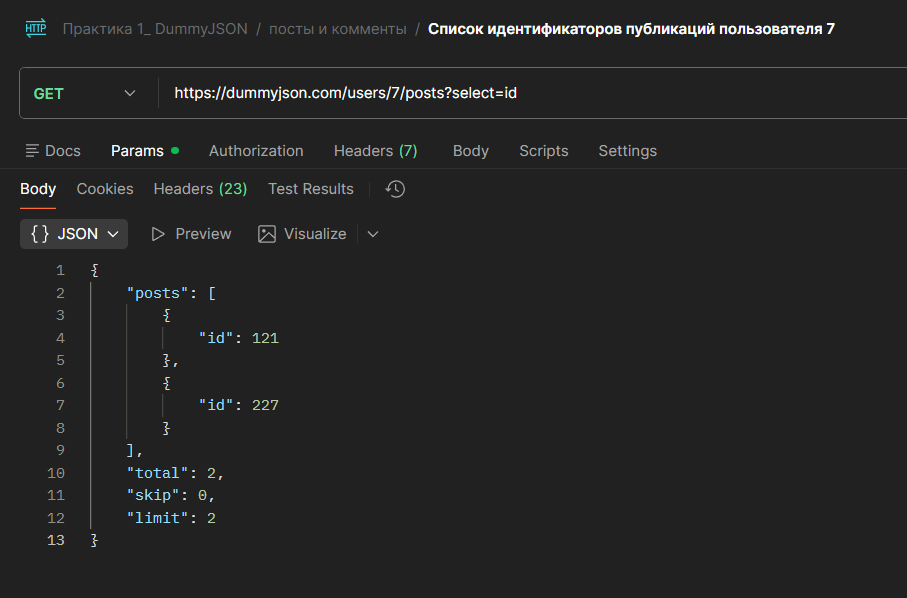 HTTP Практика 1_ DummyJSON / посты и комменты / Список идентификаторов публикаций пользователя 7
GET https://dummyjson.com/users/7/posts?select=id
Docs Params Authorization Headers (7) Body Scripts Settings
Body Cookies Headers (23) Test Results
{} JSON Preview Visualize
1 {
2 "posts": [
3 {
4 "id": 121
5 },
6 {
7 "id": 227
8 }
9 ],
10 "total": 2,
11 "skip": 0,
12 "limit": 2
13 }